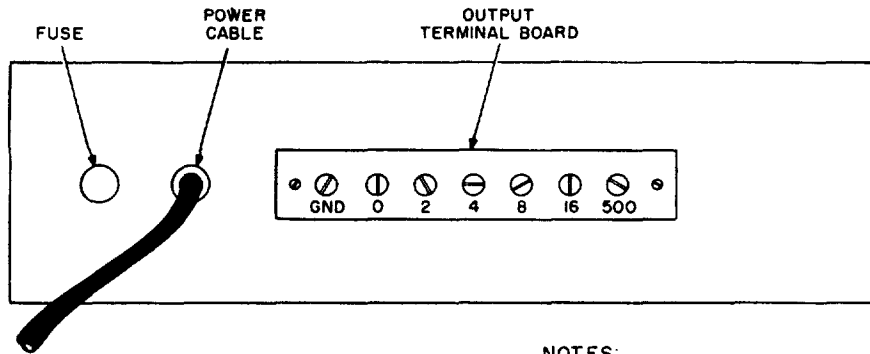 FUSE
POWER
CABLE
OUTPUT
TERMINAL BOARD
GND 0 2 4 8 16 500
NOTES: